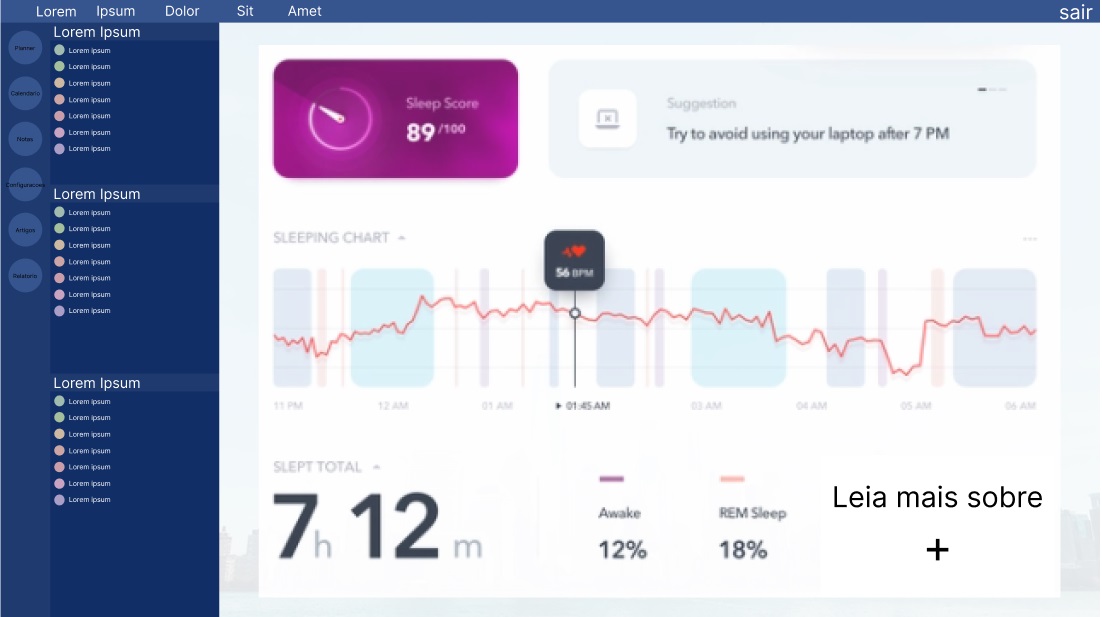 Lorem Ipsum Dolor Sit Amet sair
Planner
Calendario
Notas
Configuracoes
Artigos
Relatorio
Lorem Ipsum
Lorem ipsum
Lorem ipsum
Lorem ipsum
Lorem ipsum
Lorem ipsum
Lorem ipsum
Lorem ipsum
Lorem Ipsum
Lorem ipsum
Lorem ipsum
Lorem ipsum
Lorem ipsum
Lorem ipsum
Lorem ipsum
Lorem ipsum
Lorem Ipsum
Lorem ipsum
Lorem ipsum
Lorem ipsum
Lorem ipsum
Lorem ipsum
Lorem ipsum
Lorem ipsum
Sleep Score
89 /100
Suggestion
Try to avoid using your laptop after 7 PM
SLEEPING CHART
56 BPM
11 PM 12 AM 01 AM 01:45 AM 03 AM 04 AM 05 AM 06 AM
SLEPT TOTAL
7h 12 m
Awake
12%
REM Sleep
18%
Leia mais sobre
+